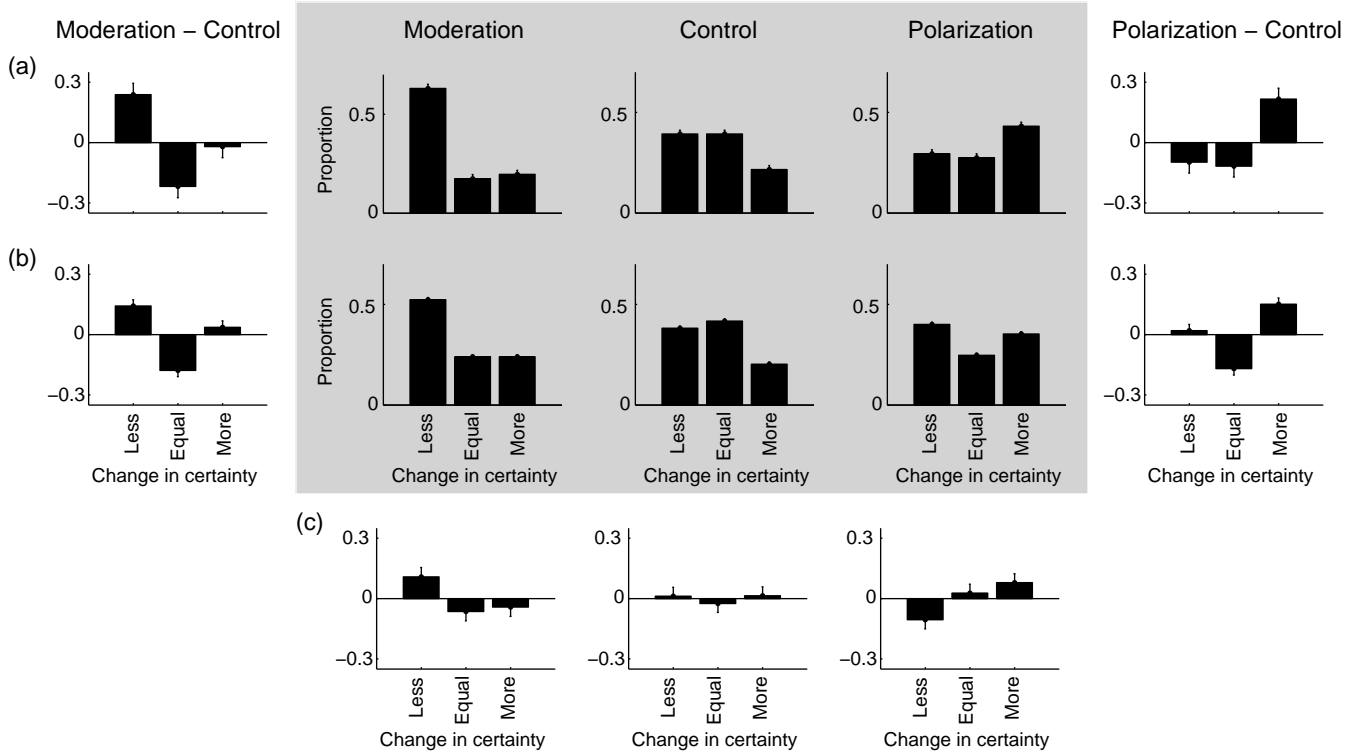 Moderation − Control
Moderation
Control
Polarization
Polarization − Control
(a)
0.3
0
−0.3
Proportion
0.5
0
0.5
0
0.5
0
0.3
0
−0.3
(b)
0.3
0
−0.3
Less
Equal
More
Change in certainty
Proportion
0.5
0
Less
Equal
More
Change in certainty
0.5
0
Less
Equal
More
Change in certainty
0.5
0
Less
Equal
More
Change in certainty
0.3
0
−0.3
Less
Equal
More
Change in certainty
(c)
0.3
0
−0.3
Less
Equal
More
Change in certainty
0.3
0
−0.3
Less
Equal
More
Change in certainty
0.3
0
−0.3
Less
Equal
More
Change in certainty